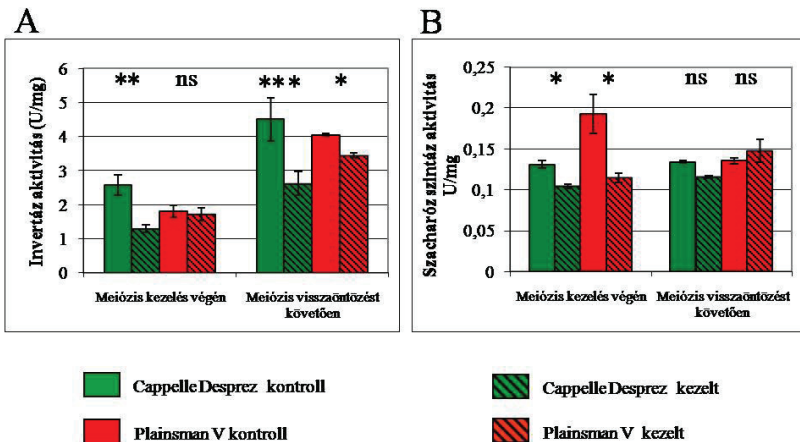 A
Invertáz aktivitás (U/mg)
6
5
4
3
2
1
0
** ns *** *
Meiózis kezelés végén
Meiózis visszaöntözést
követően
B
Szacharóz szintáz aktivitás
U/mg
0,25
0,2
0,15
0,1
0,05
0
* * ns ns
Meiózis kezelés végén
Meiózis visszaöntözést
követően
Cappelle Desprez kontroll
Plainsman V kontroll
Cappelle Desprez kezelt
Plainsman V kezelt